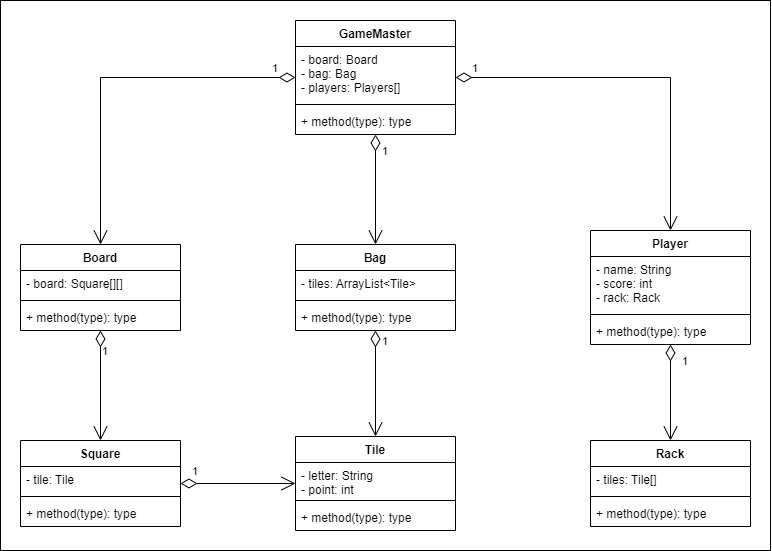 GameMaster
- board: Board
- bag: Bag
- players: Players[]
+ method(type): type
1
1
1
Board
- board: Square[][]
+ method(type): type
1
Bag
- tiles: ArrayList<Tile>
+ method(type): type
1
Player
- name: String
- score: int
- rack: Rack
+ method(type): type
1
Square
- tile: Tile
+ method(type): type
1
Tile
- letter: String
- point: int
+ method(type): type
Rack
- tiles: Tile[]
+ method(type): type